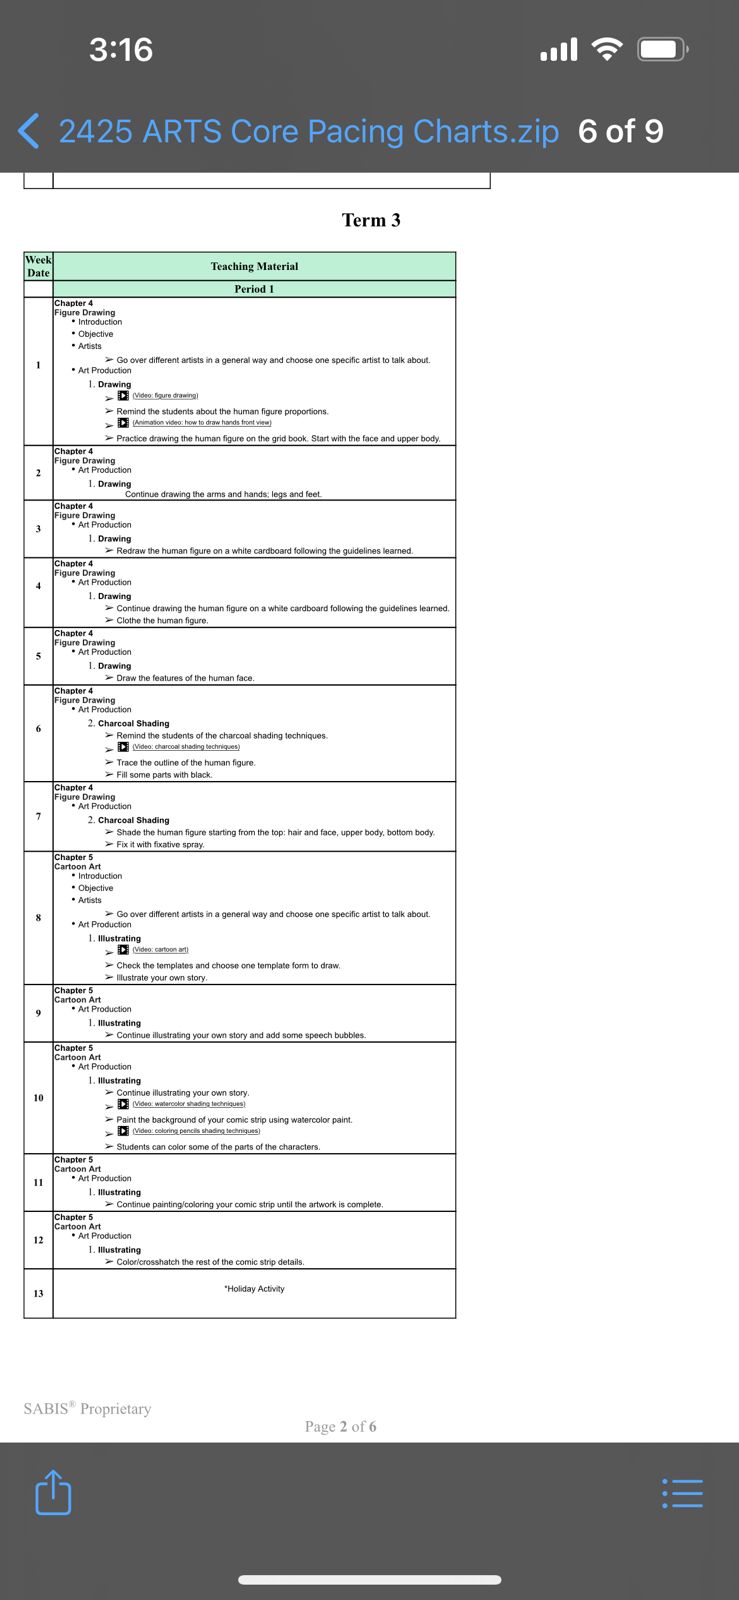 3:16
2425 ARTS Core Pacing Charts.zip 6 of 9
Term 3
Week Date
Teaching Material
Period 1
1
Chapter 4
Figure Drawing
• Introduction
• Objective
• Artists
➢ Go over different artists in a general way and choose one specific artist to talk about.
• Art Production
1. Drawing
➢ (Video: figure drawing)
➢ Remind the students about the human figure proportions.
➢ (Animation video: how to draw hands front view)
➢ Practice drawing the human figure on the grid book. Start with the face and upper body.
2
Chapter 4
Figure Drawing
• Art Production
1. Drawing
Continue drawing the arms and hands; legs and feet.
3
Chapter 4
Figure Drawing
• Art Production
1. Drawing
➢ Redraw the human figure on a white cardboard following the guidelines learned.
4
Chapter 4
Figure Drawing
• Art Production
1. Drawing
➢ Continue drawing the human figure on a white cardboard following the guidelines learned.
➢ Clothe the human figure.
5
Chapter 4
Figure Drawing
• Art Production
1. Drawing
➢ Draw the features of the human face.
6
Chapter 4
Figure Drawing
• Art Production
2. Charcoal Shading
➢ Remind the students of the charcoal shading techniques.
➢ (Video: charcoal shading techniques)
➢ Trace the outline of the human figure.
➢ Fill some parts with black.
7
Chapter 4
Figure Drawing
• Art Production
2. Charcoal Shading
➢ Shade the human figure starting from the top: hair and face, upper body, bottom body.
➢ Fix it with fixative spray.
8
Chapter 5
Cartoon Art
• Introduction
• Objective
• Artists
➢ Go over different artists in a general way and choose one specific artist to talk about.
• Art Production
1. Illustrating
➢ (Video: cartoon art)
➢ Check the templates and choose one template form to draw.
➢ Illustrate your own story.
9
Chapter 5
Cartoon Art
• Art Production
1. Illustrating
➢ Continue illustrating your own story and add some speech bubbles.
10
Chapter 5
Cartoon Art
• Art Production
1. Illustrating
➢ Continue illustrating your own story.
➢ (Video: watercolor shading techniques)
➢ Paint the background of your comic strip using watercolor paint.
➢ (Video: coloring pencils shading techniques)
➢ Students can color some of the parts of the characters.
11
Chapter 5
Cartoon Art
• Art Production
1. Illustrating
➢ Continue painting/coloring your comic strip until the artwork is complete.
12
Chapter 5
Cartoon Art
• Art Production
1. Illustrating
➢ Color/crosshatch the rest of the comic strip details.
13
*Holiday Activity
SABIS® Proprietary
Page 2 of 6